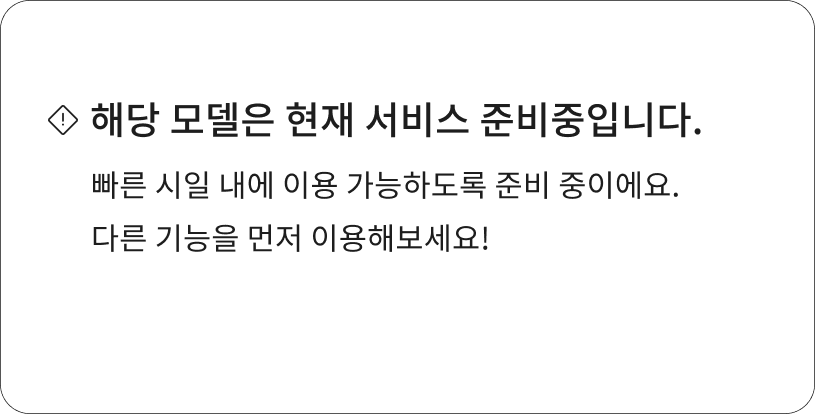 해당 모델은 현재 서비스 준비중입니다.
빠른 시일 내에 이용 가능하도록 준비 중이에요.
다른 기능을 먼저 이용해보세요!